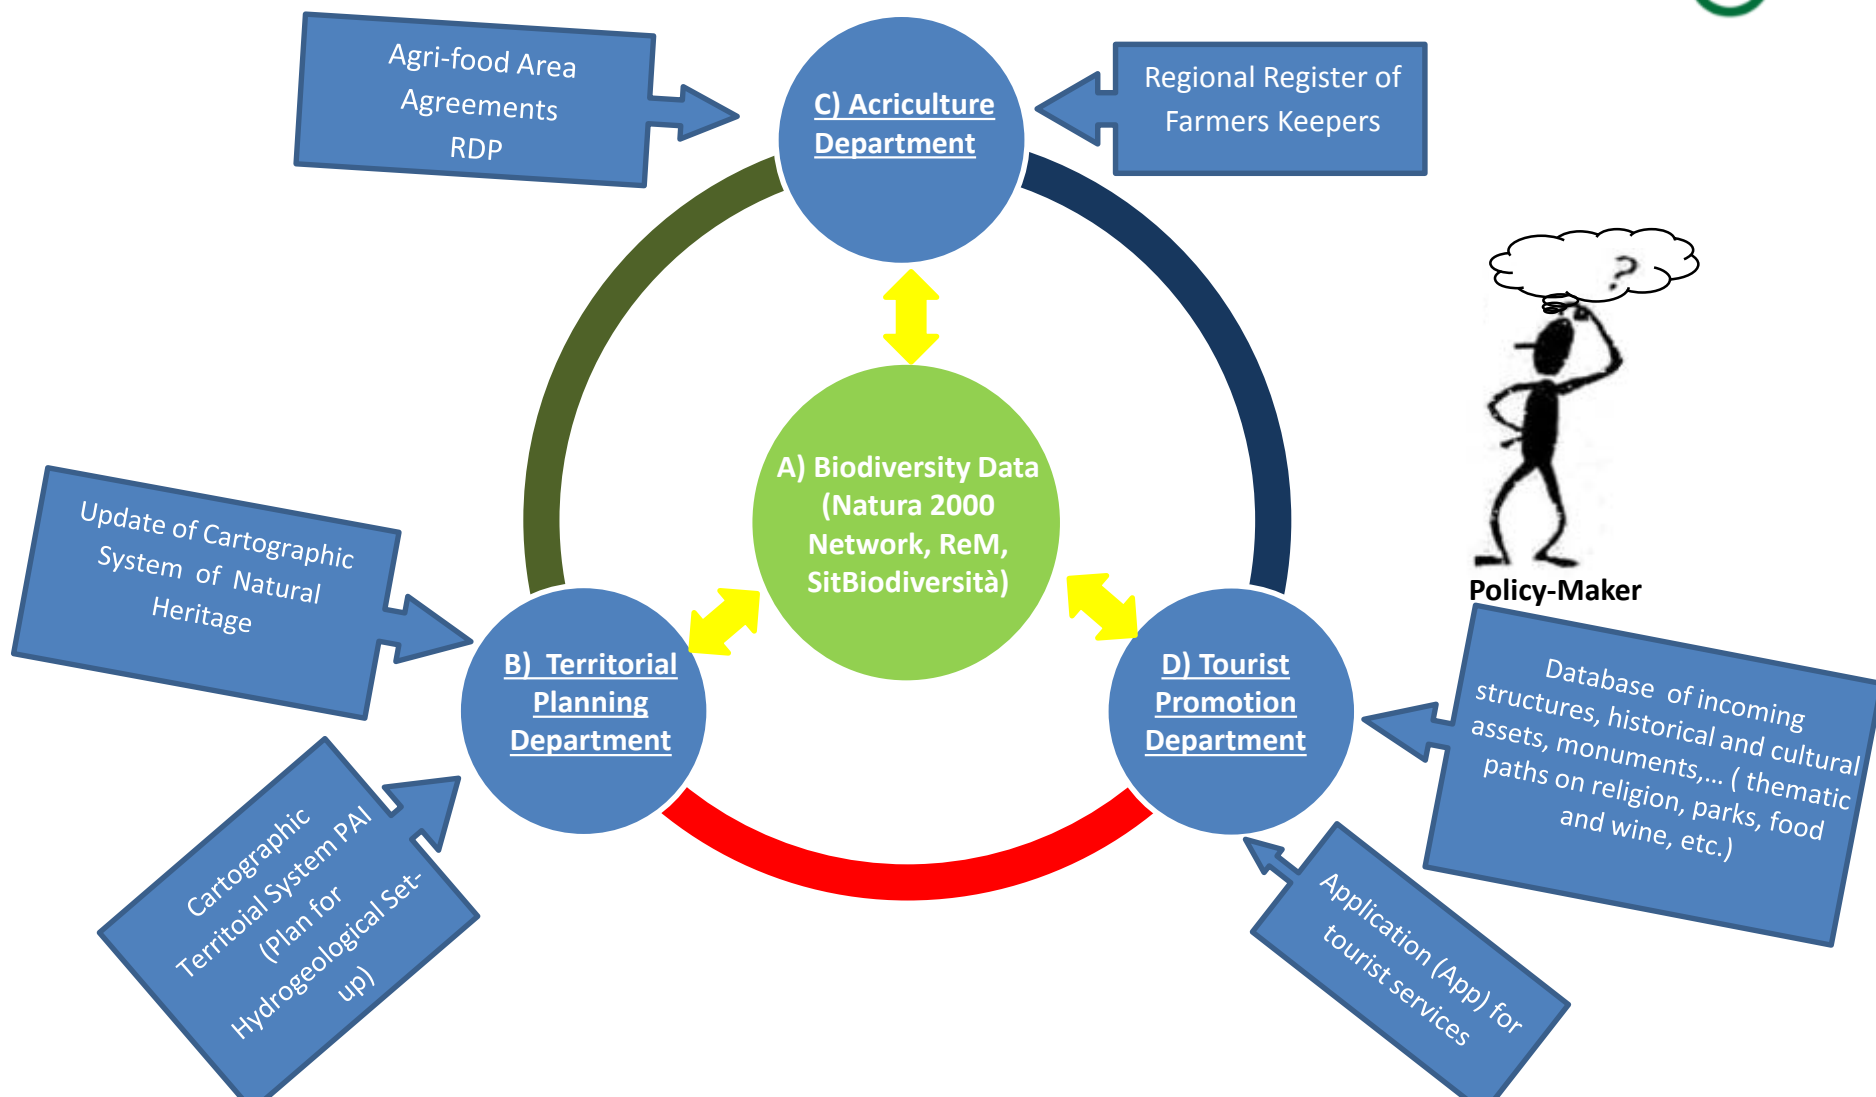 Agri-food Area
Agreements
RDP
C) Acriculture
Department
Regional Register of
Farmers Keepers
?
A) Biodiversity Data
(Natura 2000
Network, ReM,
SitBiodiversità)
Policy-Maker
Update of Cartographic
System of Natural
Heritage
B) Territorial
Planning
Department
D) Tourist
Promotion
Department
Database of incoming
structures, historical and cultural
assets, monuments,... ( thematic
paths on religion, parks, food
and wine, etc.)
Cartographic
Territoial System PAI
(Plan for
Hydrogeological Set-
up)
Application (App) for
tourist services